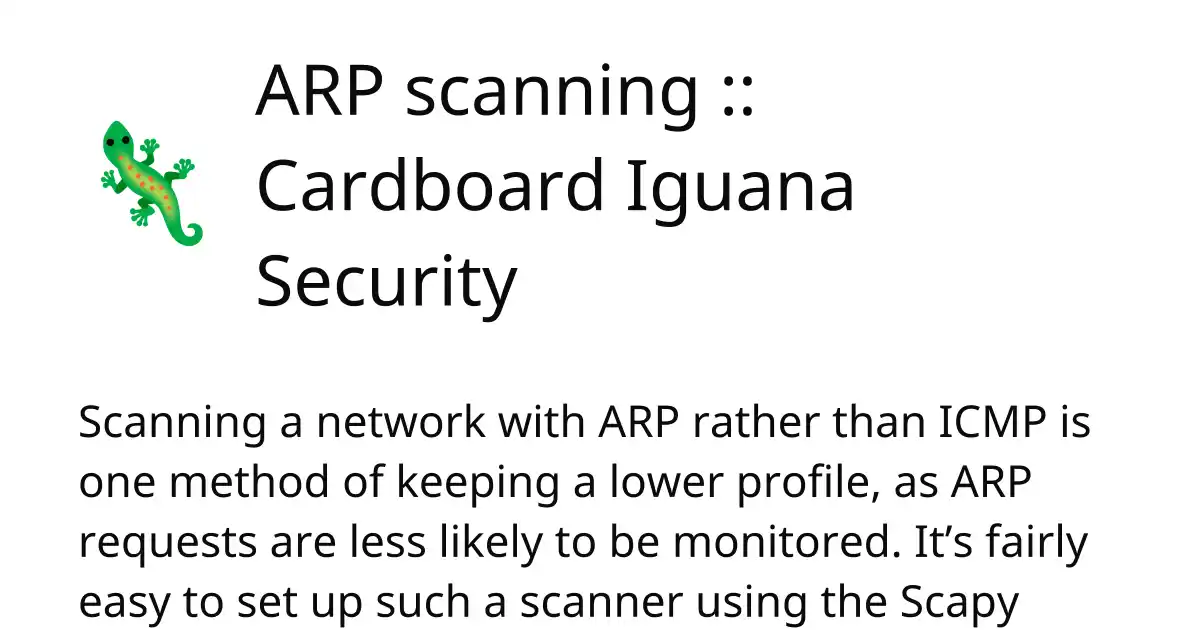 ARP scanning ::
Cardboard Iguana
Security
Scanning a network with ARP rather than ICMP is
one method of keeping a lower profile, as ARP
requests are less likely to be monitored. It’s fairly
easy to set up such a scanner using the Scapy